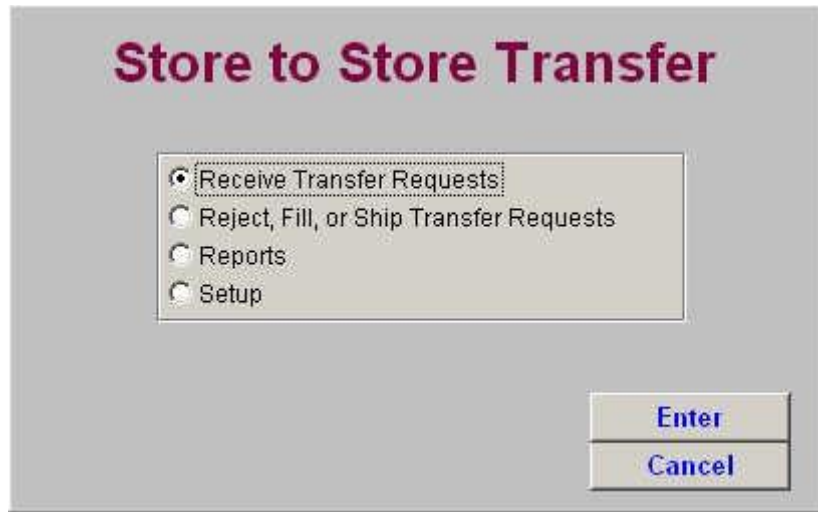 Store to Store Transfer
Receive Transfer Requests
Reject, Fill, or Ship Transfer Requests
Reports
Setup
Enter
Cancel